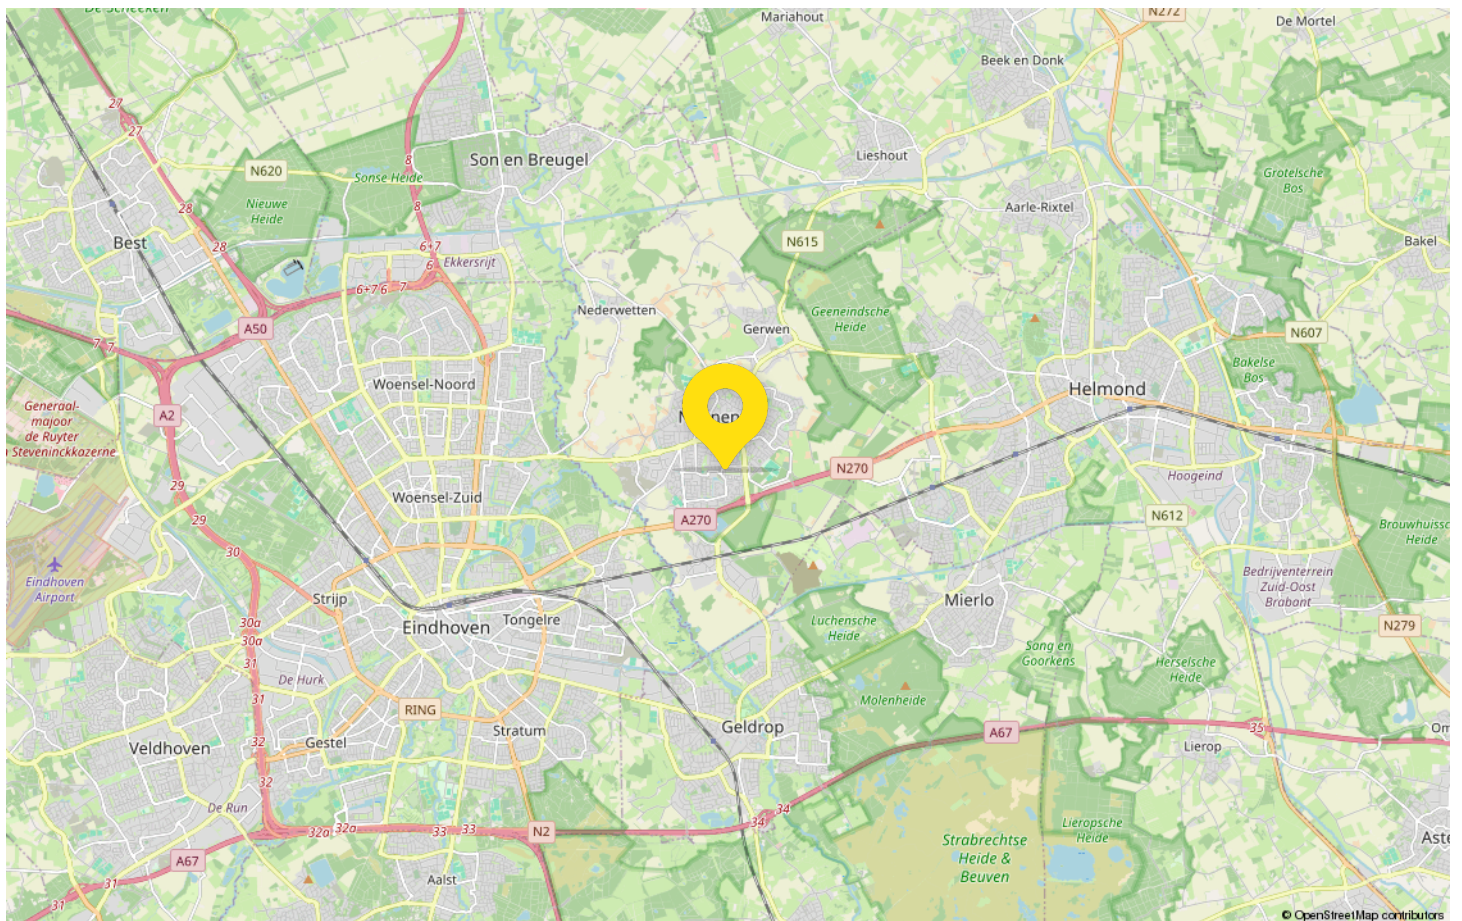 De Scheeken
Mariahout
N272
De Mortel
Beek en Donk
27
27
8
Son en Breugel
Lieshout
N620
Sonse Heide
Grotelsche
Bos
28
Nieuwe
Heide
8
Aarle-Rixtel
Best
28
6+7
N615
Bakel
6
Ekkersrijt
6+7 6
7
Nederwetten
Geeneindsche
Heide
A50
Gerwen
N607
7
7
Bakelse
Bos
Woensel-Noord
Helmond
Generaal-
majoor
de Ruyter
Steveninckkazerne
A2
N270
Hoogeind
29
Woensel-Zuid
29
A270
N612
Brouwhuissc
Heide
30
Eindhoven
Airport
Bedrijventerrein
Zuid-Oost
Brabant
Strijp
Mierlo
30a
Eindhoven
Tongelre
Luchensche
Heide
N279
30a
31
Sang en
Goorkens
Herselsche
Heide
De Hurk
31
Molenheide
RING
Geldrop
Stratum
A67
35
Om
Veldhoven
32
Gestel
Lierop
32
De Run
34
34
32a
32a
33
33
N2
Lieropsche
Heide
Strabrechtse
Heide &
Beuven
Aste
A67
31
Aalst
31
© OpenStreetMap contributors